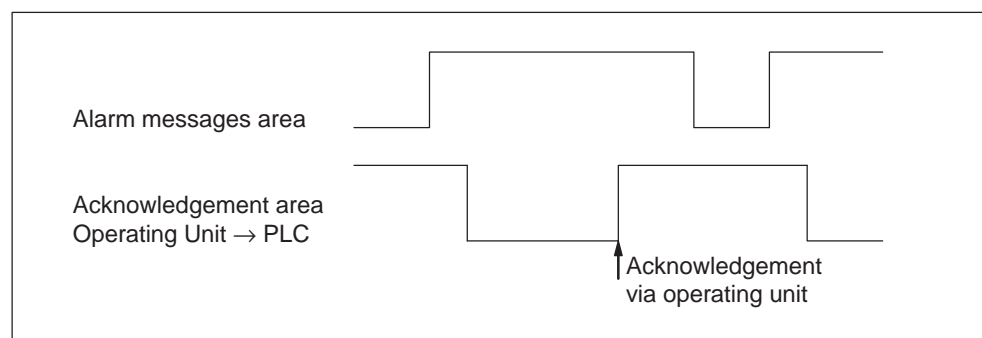 Alarm messages area
Acknowledgement area
Operating Unit → PLC
Acknowledgement
via operating unit